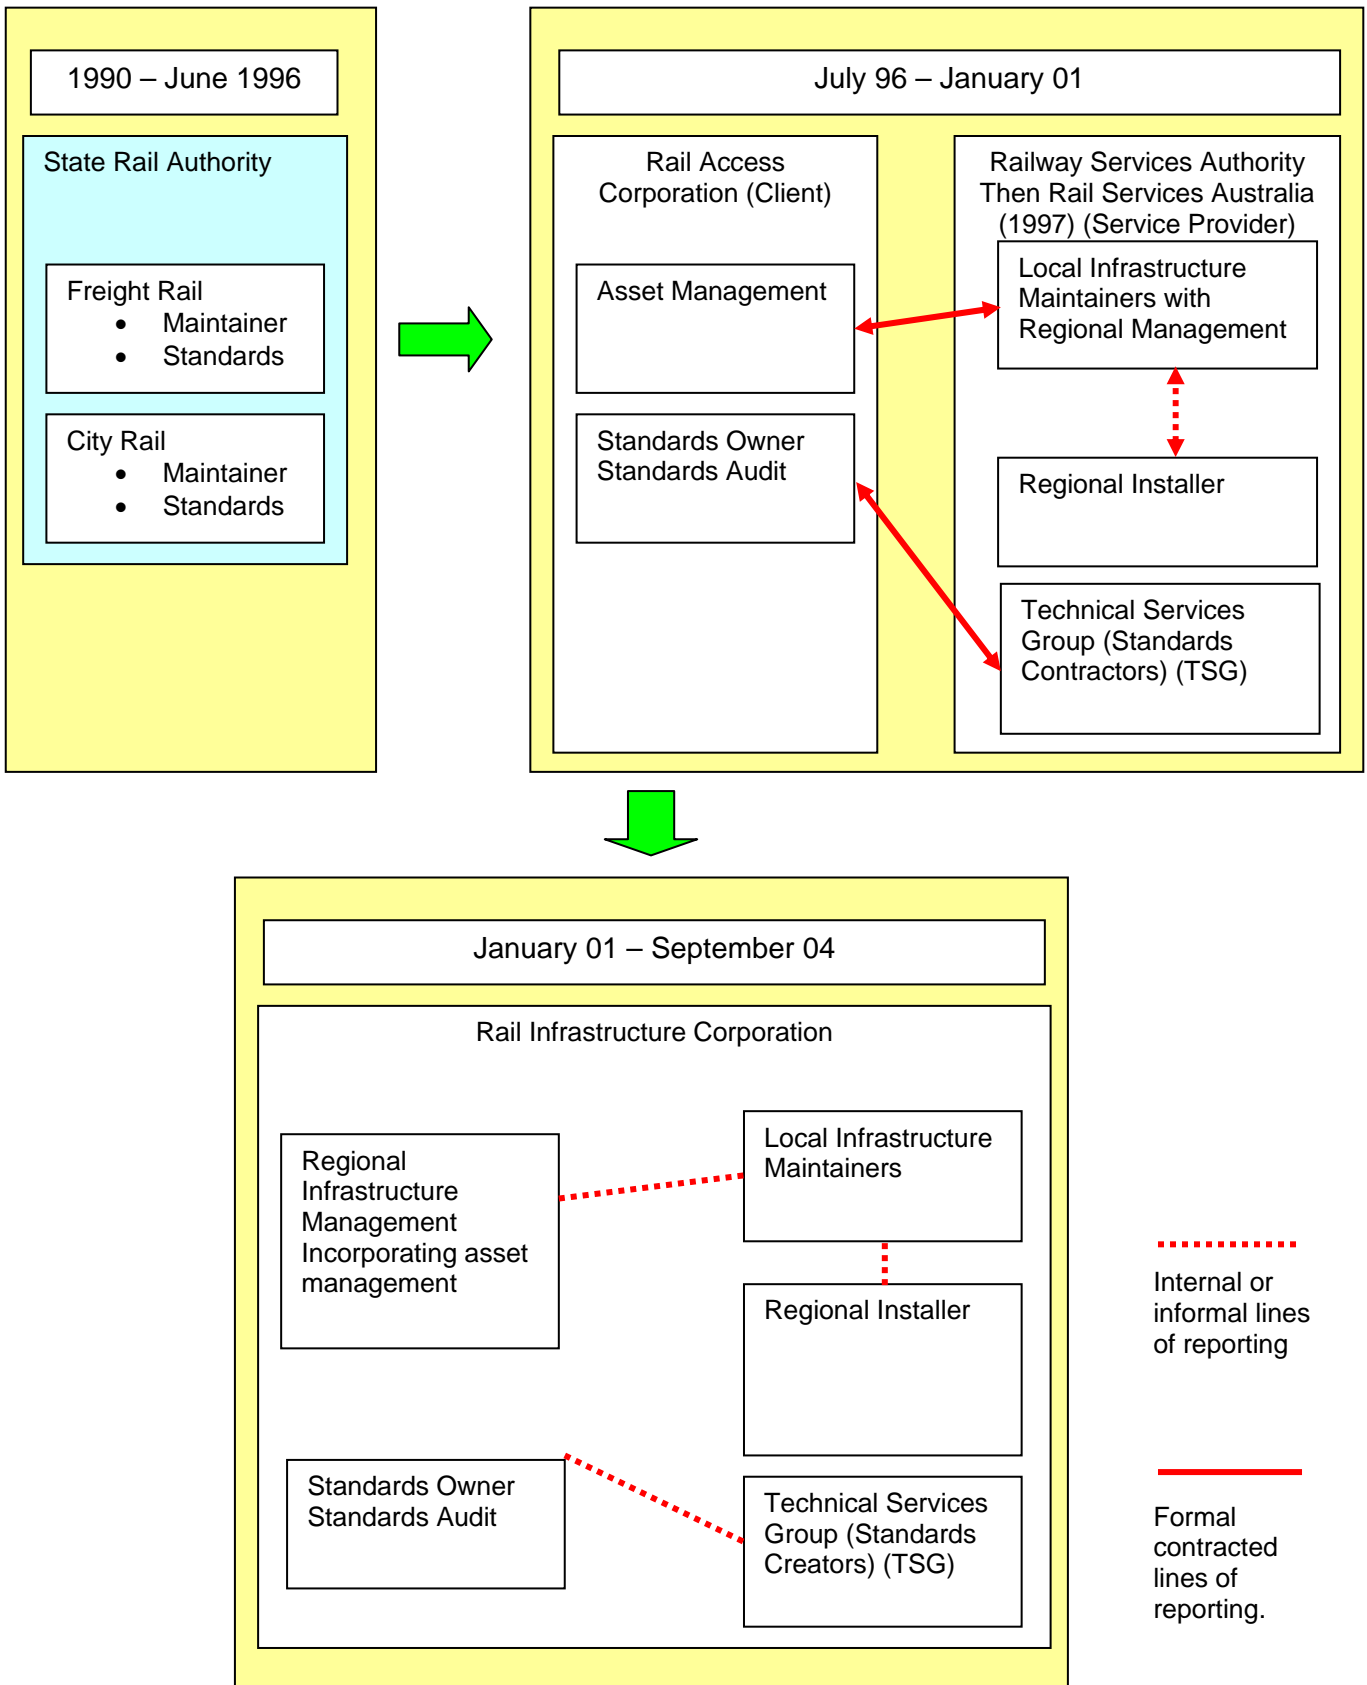 1990 – June 1996
State Rail Authority
Freight Rail
• Maintainer
• Standards
City Rail
• Maintainer
• Standards
July 96 – January 01
Rail Access
Corporation (Client)
Asset Management
Standards Owner
Standards Audit
Railway Services Authority
Then Rail Services Australia
(1997) (Service Provider)
Local Infrastructure
Maintainers with
Regional Management
Regional Installer
Technical Services
Group (Standards
Contractors) (TSG)
January 01 – September 04
Rail Infrastructure Corporation
Regional
Infrastructure
Management
Incorporating asset
management
Standards Owner
Standards Audit
Local Infrastructure
Maintainers
Regional Installer
Technical Services
Group (Standards
Creators) (TSG)
Internal or
informal lines
of reporting
Formal
contracted
lines of
reporting.